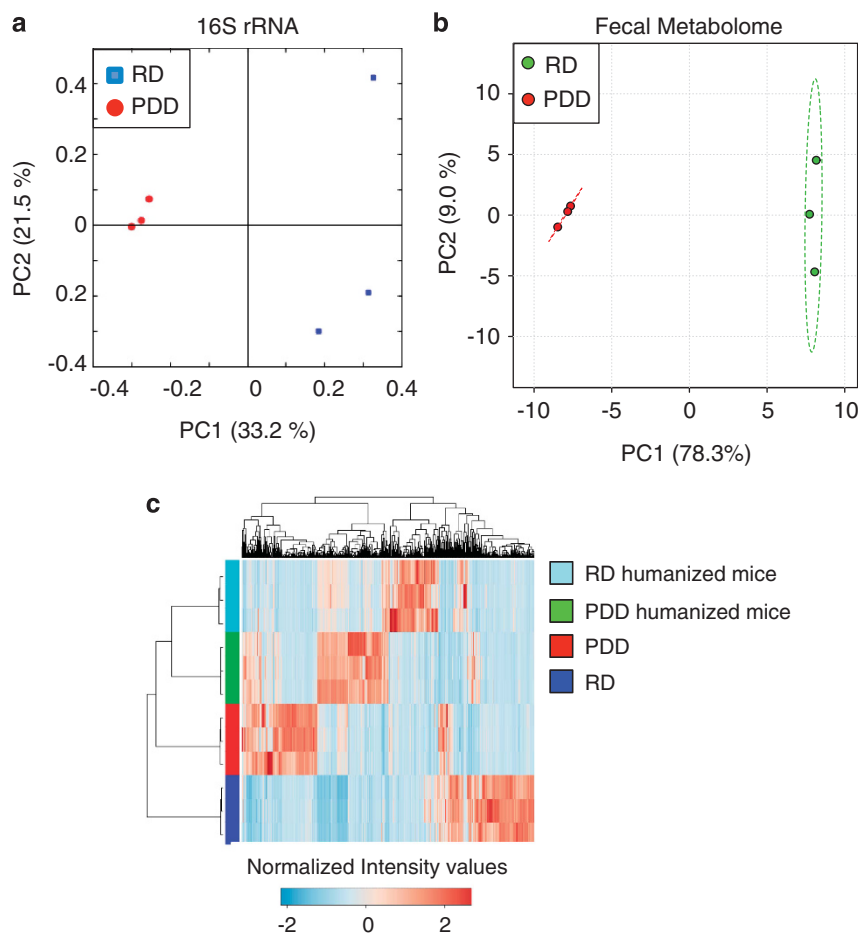 a
16S rRNA
RD
PDD
0.4
0.2
0
0.2
-0.4
-0.4
-0.2
0
0.2
0.4
PC2 (21.5 %)
PC1 (33.2 %)
b
Fecal Metabolome
RD
PDD
10
5
0
-5
-10
-10
-5
0
5
10
PC2 (9.0 %)
PC1 (78.3%)
c
RD humanized mice
PDD humanized mice
PDD
RD
Normalized Intensity values
-2
0
2